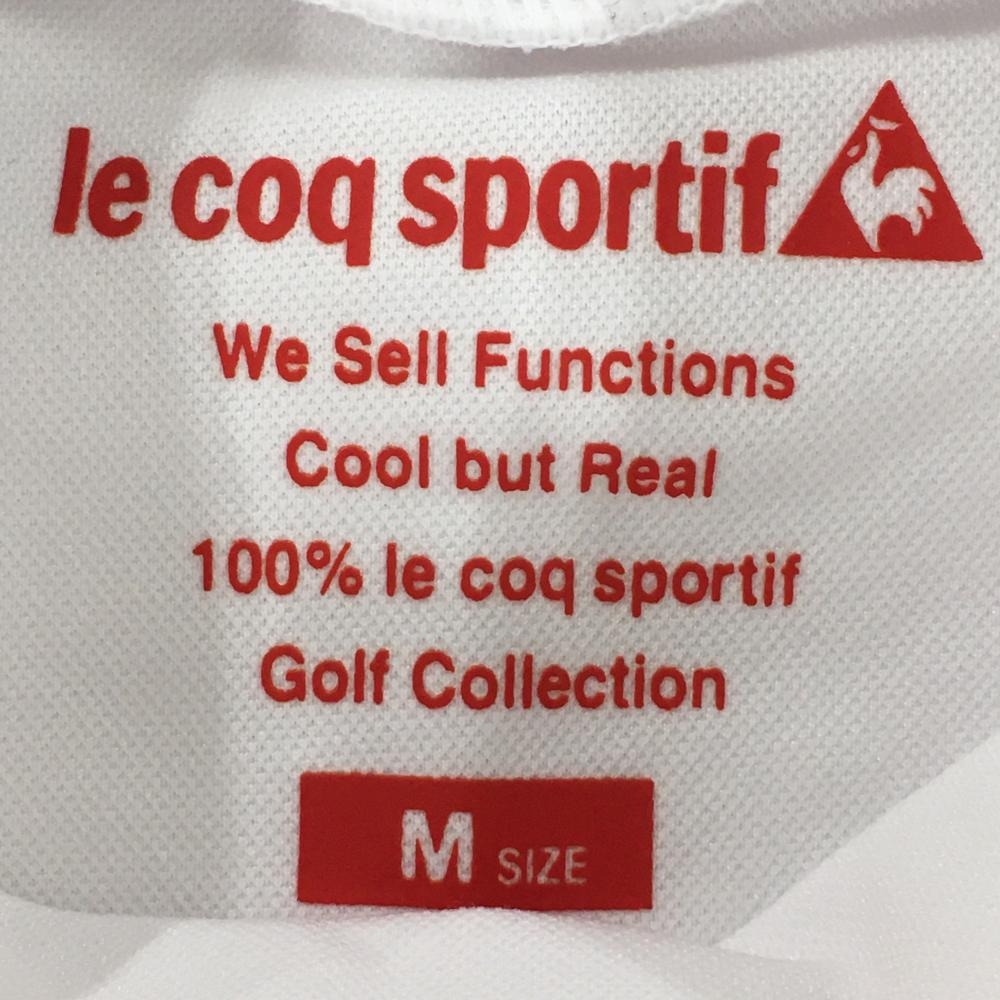 le coq sportif
We Sell Functions
Cool but Real
100% le coq sportif
Golf Collection
M SIZE